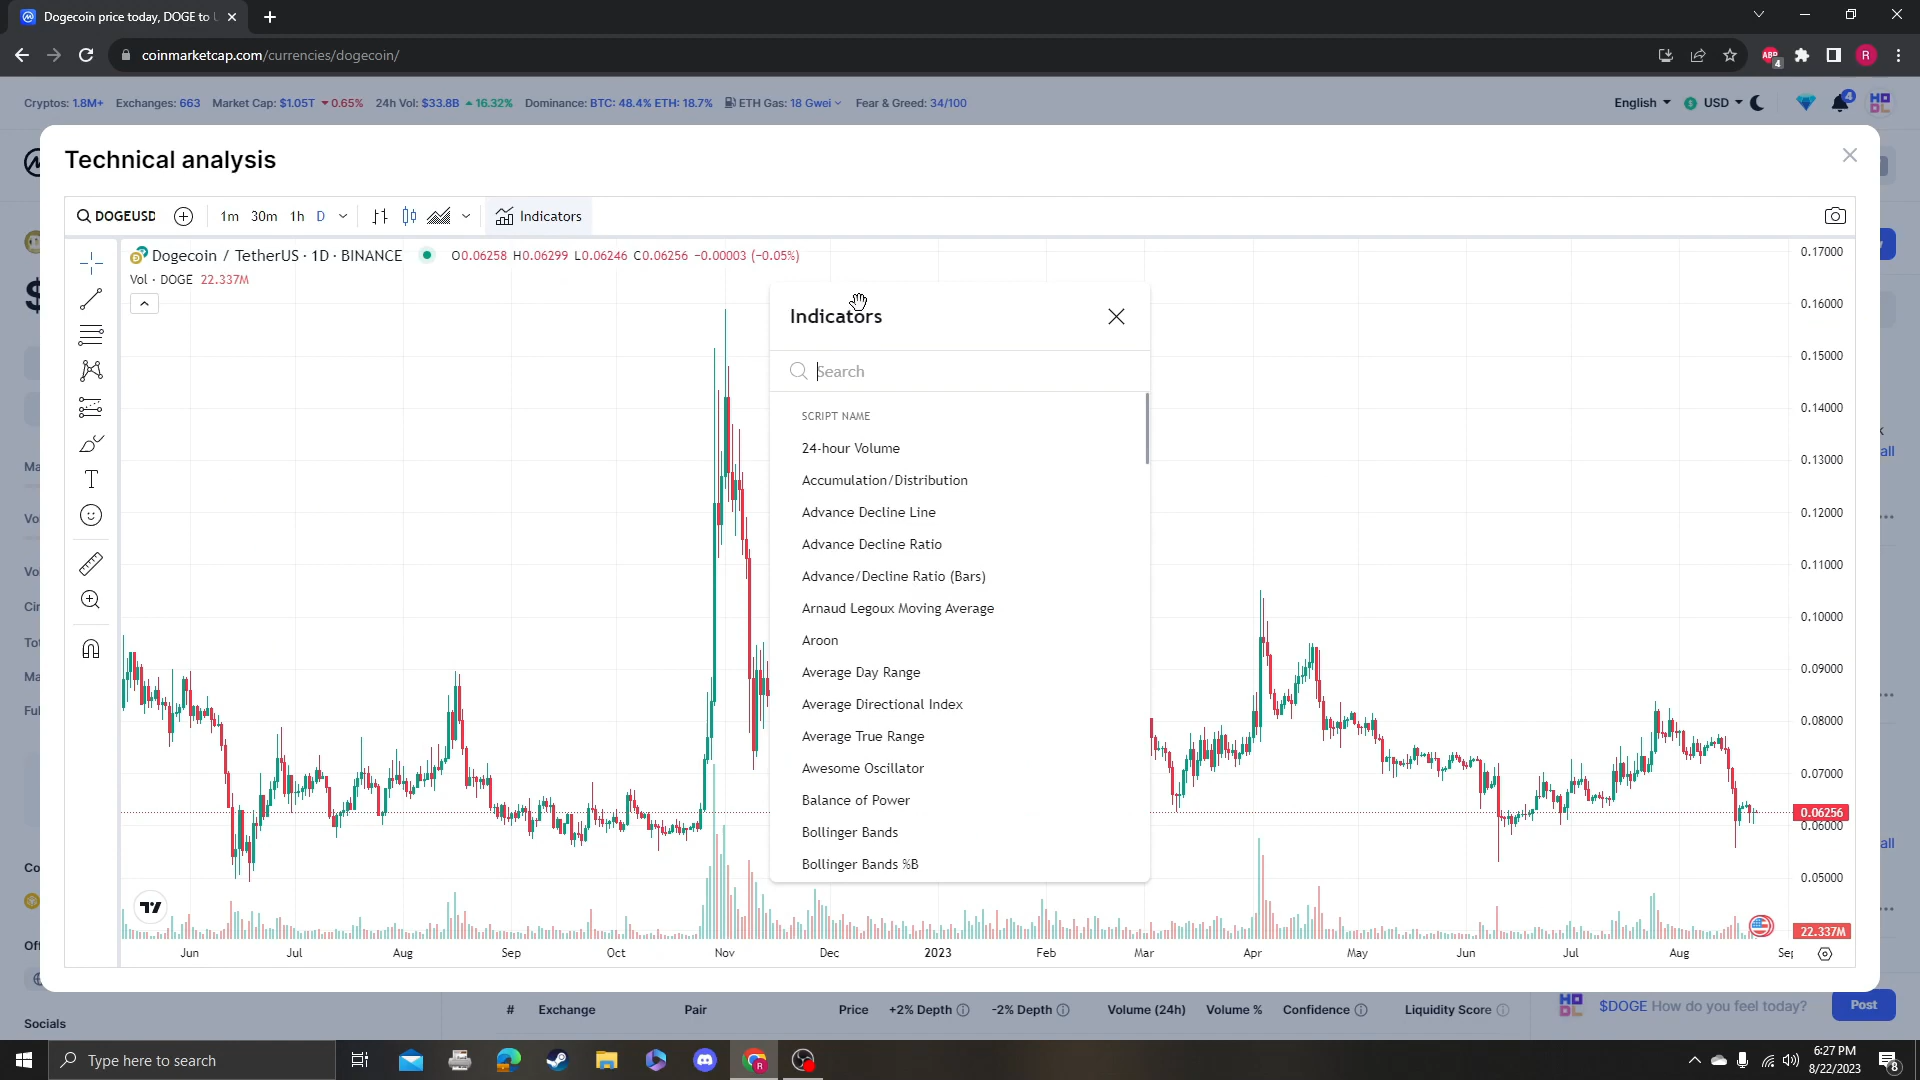 Dogecoin price today, DOGE to U
coinmarketcap.com/currencies/dogecoin/
ABP 4
R
Cryptos: 1.8M+ Exchanges: 663 Market Cap: $1.05T 0.65% 24h Vol: $33.8B 16.32% Dominance: BTC: 48.4% ETH: 18.7% ETH Gas: 18 Gwei Fear & Greed: 34/100
English $ USD 4
Technical analysis
DOGEUSD 1m 30m 1h D Indicators
Dogecoin / TetherUS · 1D · BINANCE O0.06258 H0.06299 L0.06246 C0.06256 −0.00003 (−0.05%)
Vol · DOGE 22.337M
Indicators
Search
SCRIPT NAME
24-hour Volume
Accumulation/Distribution
Advance Decline Line
Advance Decline Ratio
Advance/Decline Ratio (Bars)
Arnaud Legoux Moving Average
Aroon
Average Day Range
Average Directional Index
Average True Range
Awesome Oscillator
Balance of Power
Bollinger Bands
Bollinger Bands %B
0.17000
0.16000
0.15000
0.14000
0.13000
0.12000
0.11000
0.10000
0.09000
0.08000
0.07000
0.06256
0.06000
0.05000
22.337M
Jun Jul Aug Sep Oct Nov Dec 2023 Feb Mar Apr May Jun Jul Aug Sep
# Exchange Pair Price +2% Depth -2% Depth Volume (24h) Volume % Confidence Liquidity Score
$DOGE How do you feel today? Post
Socials
Type here to search
6:27 PM
8/22/2023
8